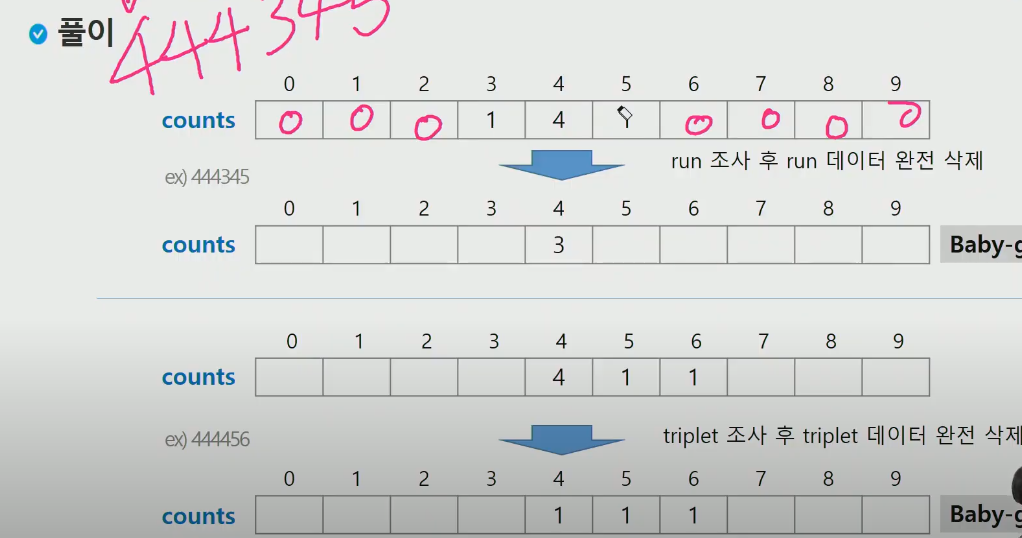 풀이
444345
0 1 2 3 4 5 6 7 8 9
counts 0 0 0 1 4 1 0 0 0 0
run 조사 후 run 데이터 완전 삭제
ex) 444345
0 1 2 3 4 5 6 7 8 9
counts 3 Baby-g
0 1 2 3 4 5 6 7 8 9
counts 4 1 1
triplet 조사 후 triplet 데이터 완전 삭제
ex) 444456
0 1 2 3 4 5 6 7 8 9
counts 1 1 1 Baby-g